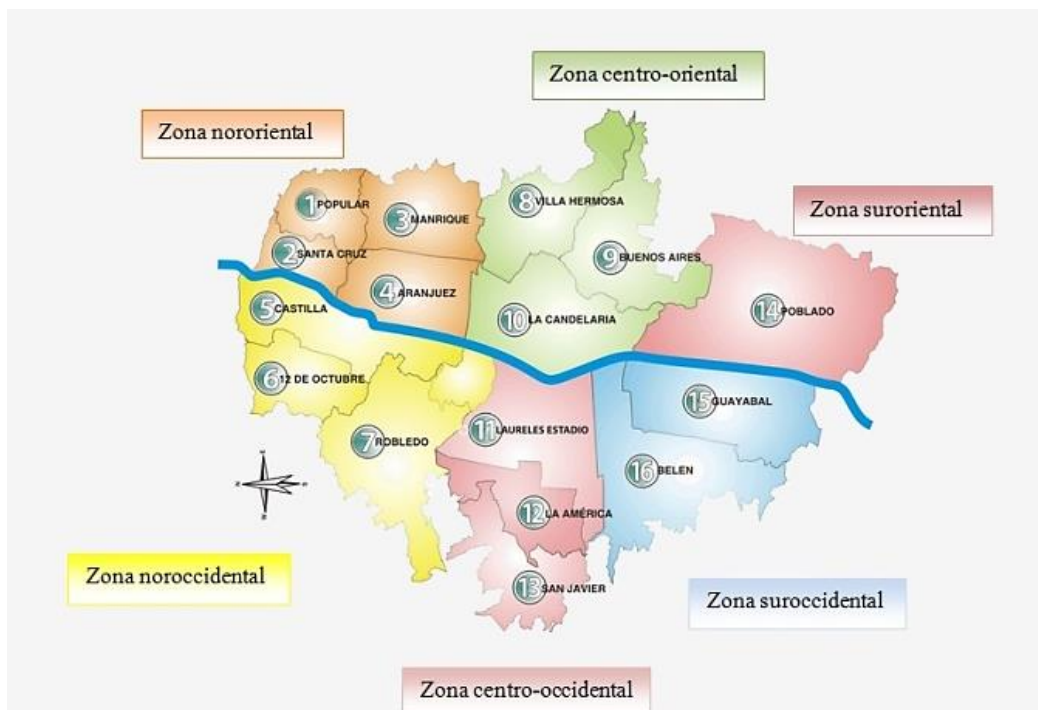 Zona centro-oriental
Zona nororiental
Zona suroriental
1 POPULAR
3 MANRIQUE
8 VILLA HERMOSA
2 SANTA CRUZ
9 BUENOS AIRES
4 ARANJUEZ
5 CASTILLA
10 LA CANDELARIA
14 POBLADO
6 12 DE OCTUBRE
15 GUAYABAL
7 ROBLEDO
11 LAURELES ESTADIO
16 BELEN
12 LA AMÉRICA
13 SAN JAVIER
Zona noroccidental
Zona suroccidental
Zona centro-occidental